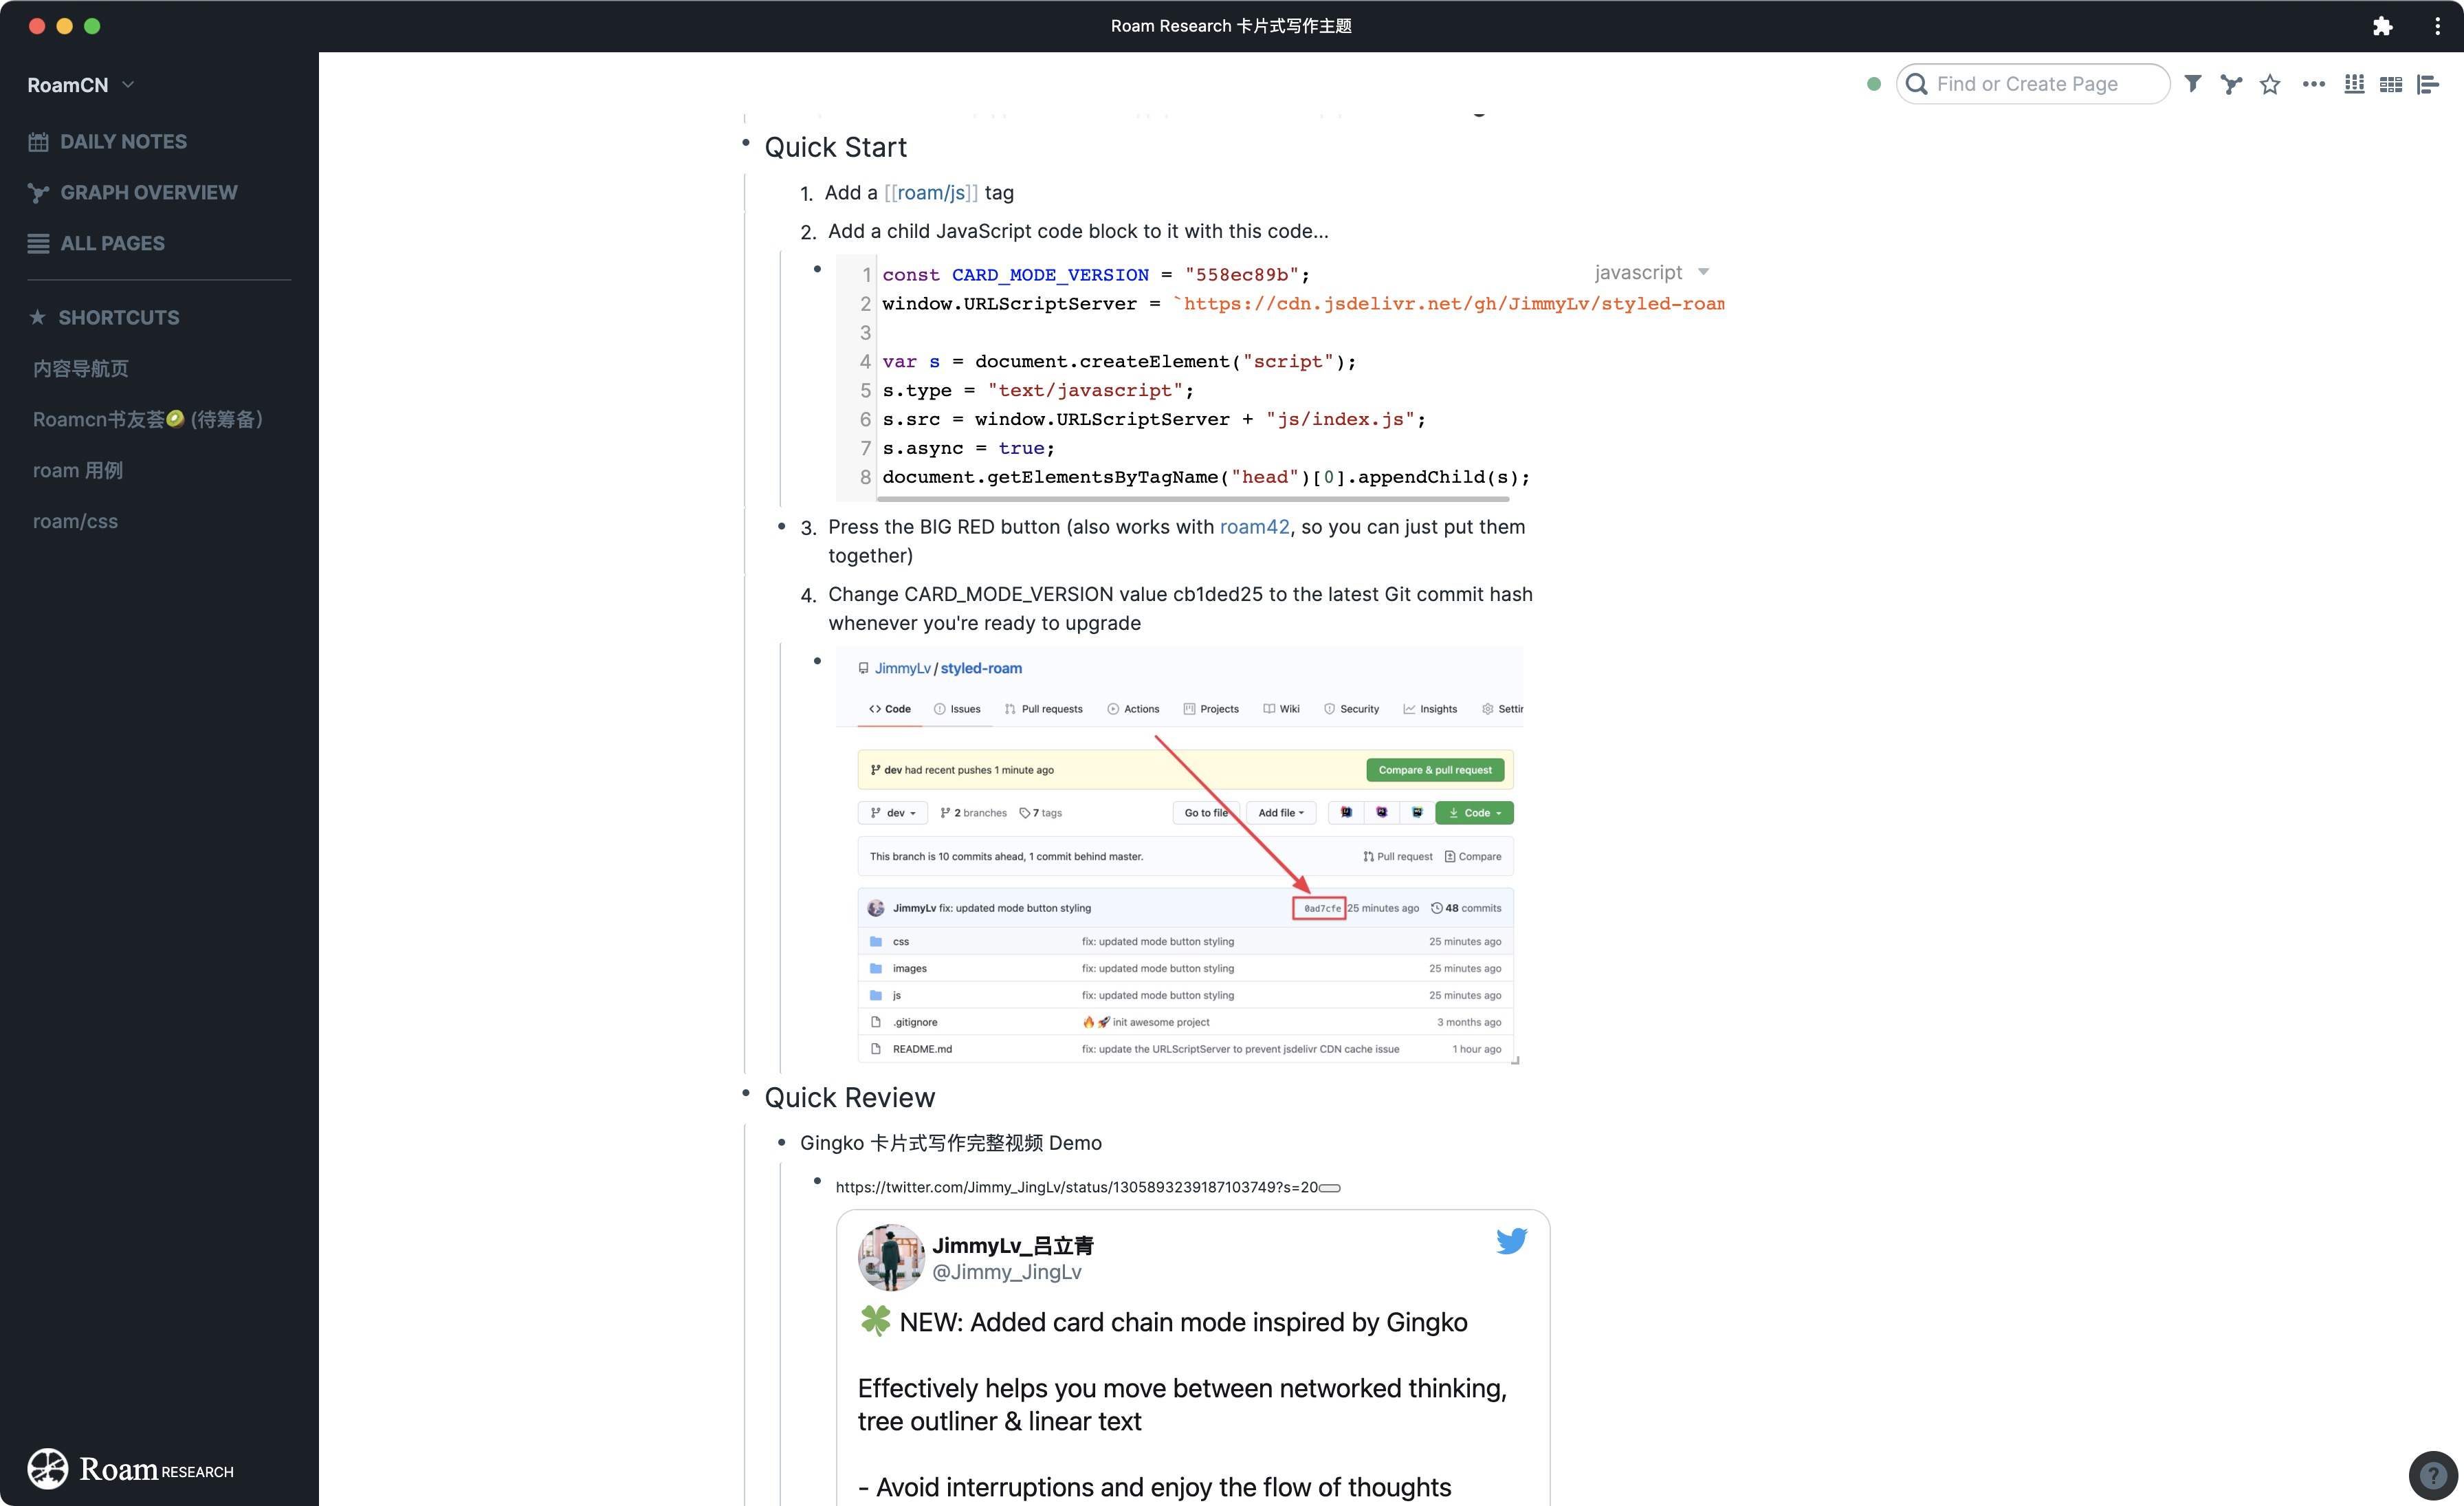 Roam Research 卡片式写作主题
RoamCN
DAILY NOTES
GRAPH OVERVIEW
ALL PAGES
SHORTCUTS
内容导航页
Roamcn书友荟🥝 (待筹备)
roam 用例
roam/css
Roam RESEARCH
Find or Create Page
Quick Start
1. Add a [[roam/js]] tag
2. Add a child JavaScript code block to it with this code...
javascript
1 const CARD_MODE_VERSION = "558ec89b";
2 window.URLScriptServer = `https://cdn.jsdelivr.net/gh/JimmyLv/styled-roam
3
4 var s = document.createElement("script");
5 s.type = "text/javascript";
6 s.src = window.URLScriptServer + "js/index.js";
7 s.async = true;
8 document.getElementsByTagName("head")[0].appendChild(s);
3. Press the BIG RED button (also works with roam42, so you can just put them
together)
4. Change CARD_MODE_VERSION value cb1ded25 to the latest Git commit hash
whenever you're ready to upgrade
JimmyLv / styled-roam
Code Issues Pull requests Actions Projects Wiki Security Insights Settin
dev had recent pushes 1 minute ago Compare & pull request
dev 2 branches 7 tags Go to file Add file Code
This branch is 10 commits ahead, 1 commit behind master. Pull request Compare
JimmyLv fix: updated mode button styling 0ad7cfe 25 minutes ago 48 commits
css fix: updated mode button styling 25 minutes ago
images fix: updated mode button styling 25 minutes ago
js fix: updated mode button styling 25 minutes ago
.gitignore 🔥🚀 init awesome project 3 months ago
README.md fix: update the URLScriptServer to prevent jsdelivr CDN cache issue 1 hour ago
Quick Review
Gingko 卡片式写作完整视频 Demo
https://twitter.com/Jimmy_JingLv/status/1305893239187103749?s=20
JimmyLv_吕立青
@Jimmy_JingLv
🍀 NEW: Added card chain mode inspired by Gingko
Effectively helps you move between networked thinking,
tree outliner & linear text
- Avoid interruptions and enjoy the flow of thoughts
?